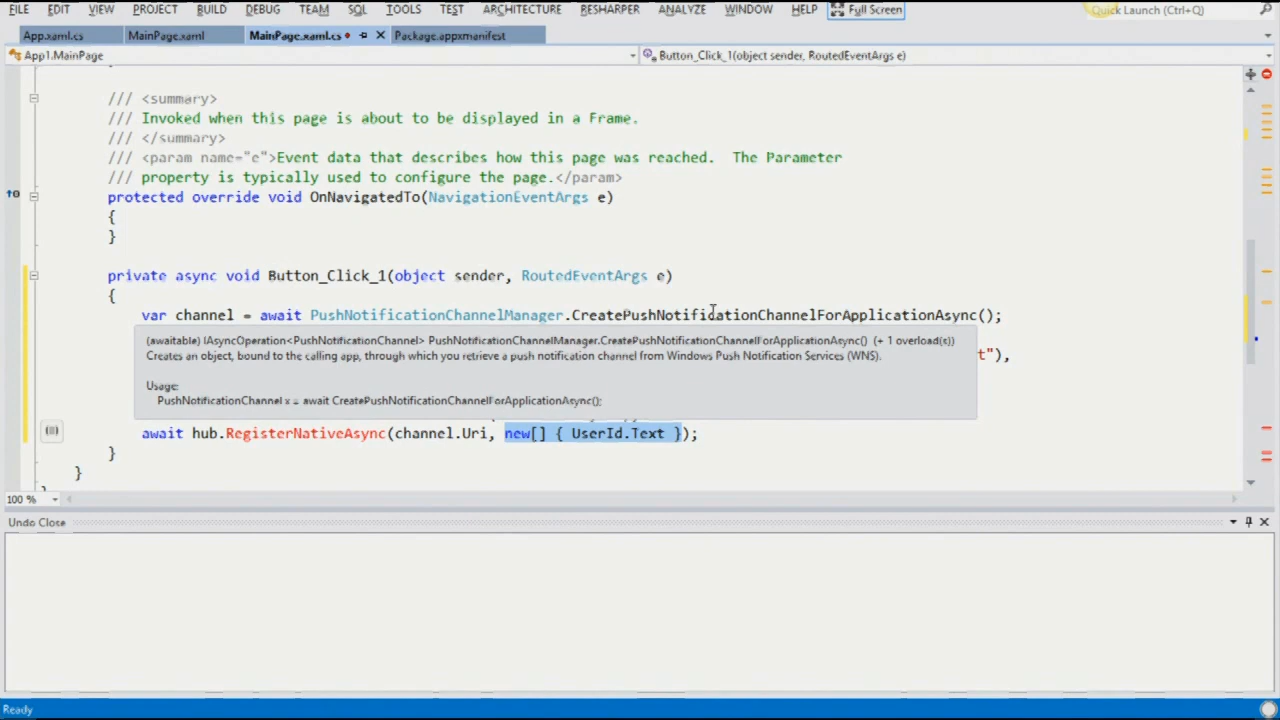 FILE EDIT VIEW PROJECT BUILD DEBUG TEAM SQL TOOLS TEST ARCHITECTURE RESHARPER ANALYZE WINDOW HELP Full Screen Quick Launch (Ctrl+Q)
App.xaml.cs MainPage.xaml MainPage.xaml.cs Package.appxmanifest
App1.MainPage Button_Click_1(object sender, RoutedEventArgs e)
/// <summary>
/// Invoked when this page is about to be displayed in a Frame.
/// </summary>
/// <param name="e">Event data that describes how this page was reached.  The Parameter
/// property is typically used to configure the page.</param>
protected override void OnNavigatedTo(NavigationEventArgs e)
{
}
private async void Button_Click_1(object sender, RoutedEventArgs e)
{
var channel = await PushNotificationChannelManager.CreatePushNotificationChannelForApplicationAsync();
(awaitable) IAsyncOperation<PushNotificationChannel> PushNotificationChannelManager.CreatePushNotificationChannelForApplicationAsync() (+ 1 overload(s))
t"),
Creates an object, bound to the calling app, through which you retrieve a push notification channel from Windows Push Notification Services (WNS).
Usage:
PushNotificationChannel x = await CreatePushNotificationChannelForApplicationAsync();
await hub.RegisterNativeAsync(channel.Uri, new[] { UserId.Text });
}
}
100 %
Undo Close
Ready